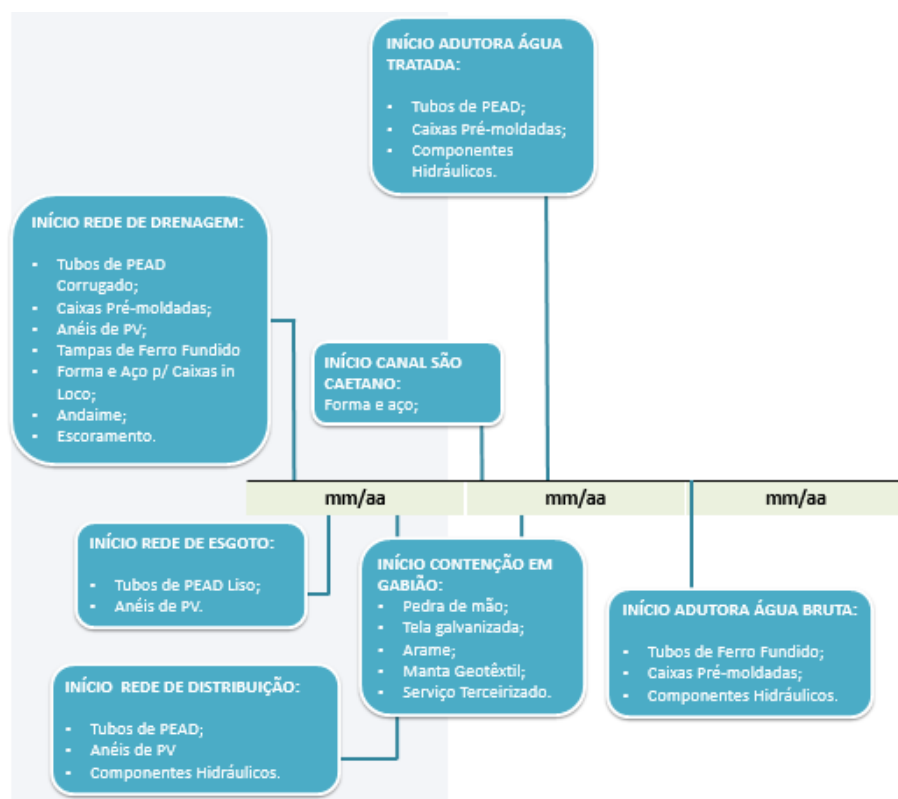 INÍCIO ADUTORA ÁGUA
TRATADA:
- Tubos de PEAD;
- Caixas Pré-moldadas;
- Componentes
Hidráulicos.
INÍCIO REDE DE DRENAGEM:
- Tubos de PEAD
Corrugado;
- Caixas Pré-moldadas;
- Anéis de PV;
- Tampas de Ferro Fundido
- Forma e Aço p/ Caixas in
Loco;
- Andaime;
- Escoramento.
INÍCIO CANAL SÃO
CAETANO:
Forma e aço;
mm/aa
mm/aa
mm/aa
INÍCIO REDE DE ESGOTO:
- Tubos de PEAD Liso;
- Anéis de PV.
INÍCIO CONTENÇÃO EM
GABIÃO:
- Pedra de mão;
- Tela galvanizada;
- Arame;
- Manta Geotêxtil;
- Serviço Terceirizado.
INÍCIO ADUTORA ÁGUA BRUTA:
- Tubos de Ferro Fundido;
- Caixas Pré-moldadas;
- Componentes Hidráulicos.
INÍCIO REDE DE DISTRIBUIÇÃO:
- Tubos de PEAD;
- Anéis de PV
- Componentes Hidráulicos.